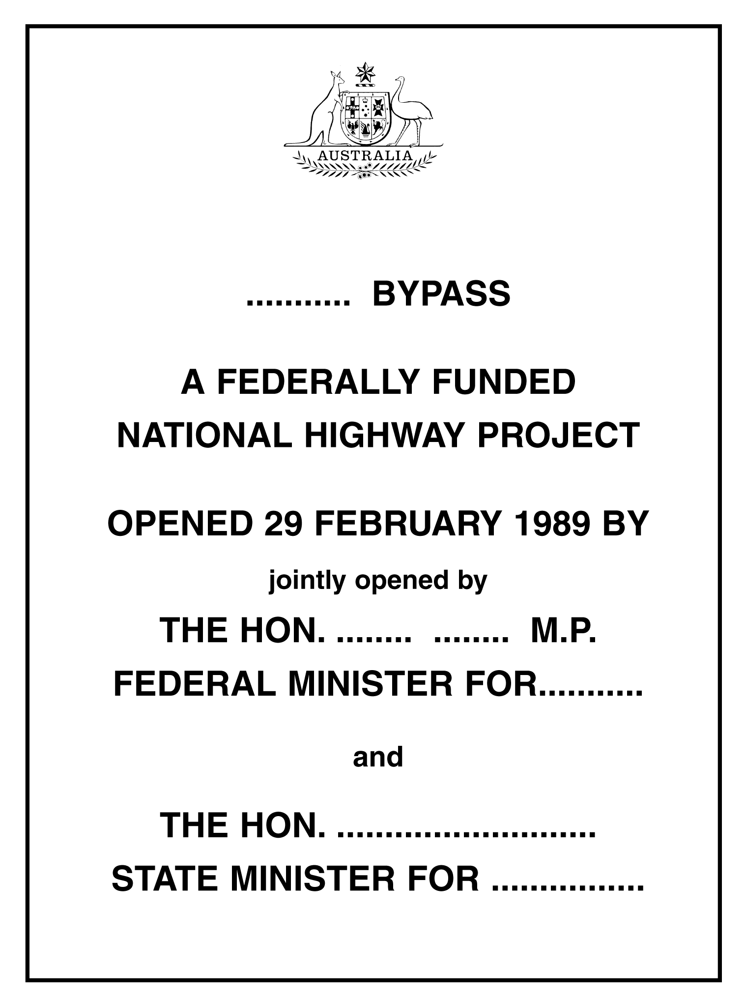 AUSTRALIA
........... BYPASS
A FEDERALLY FUNDED
NATIONAL HIGHWAY PROJECT
OPENED 29 FEBRUARY 1989 BY
jointly opened by
THE HON. ........ ........ M.P.
FEDERAL MINISTER FOR...........
and
THE HON. ...........................
STATE MINISTER FOR ................